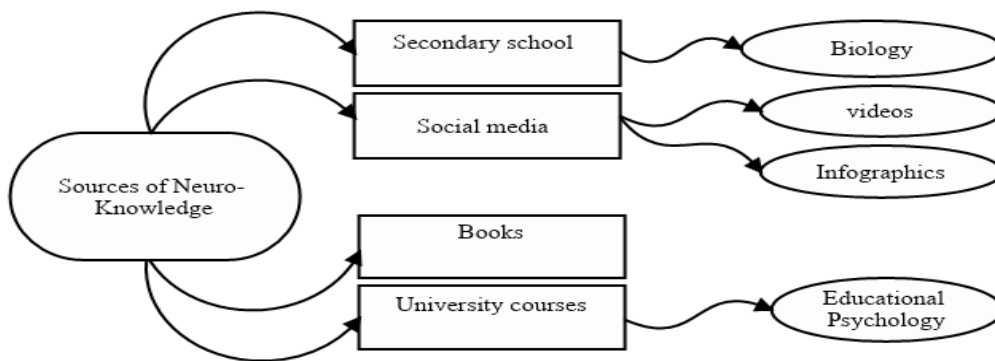 Secondary school
Biology
Social media
videos
Infographics
Sources of Neuro-
Knowledge
Books
University courses
Educational
Psychology